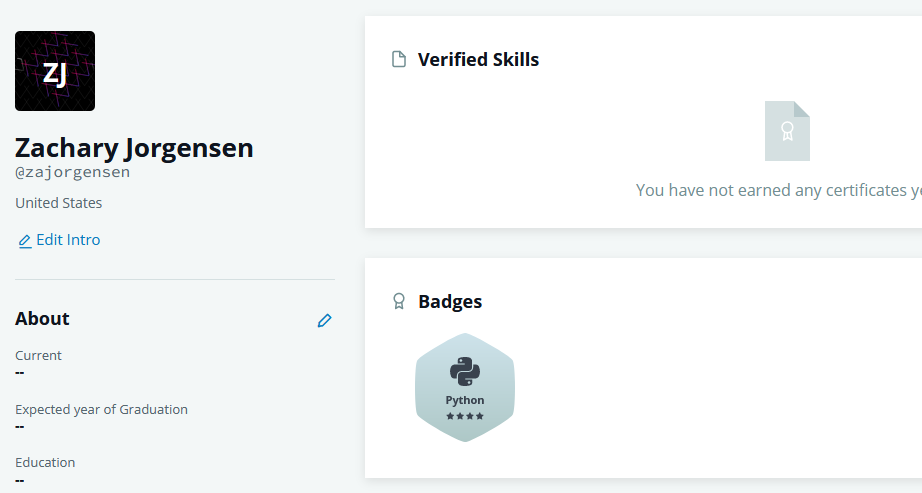 ZJ
Zachary Jorgensen
@zajorgensen
United States
Edit Intro
About
Current
--
Expected year of Graduation
--
Education
--
Verified Skills
You have not earned any certificates
Badges
Python